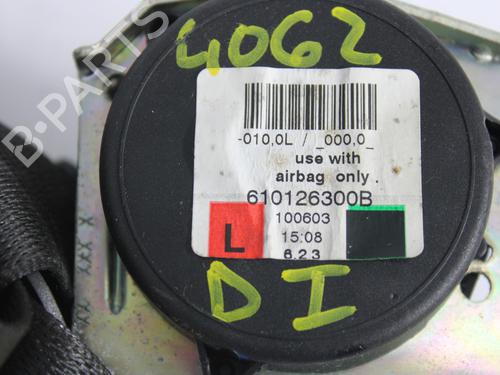 4062
-010,0L / _000,0_
use with
airbag only .
610126300B
100603
L
15:08
6.2.3
DI
B-PARTS